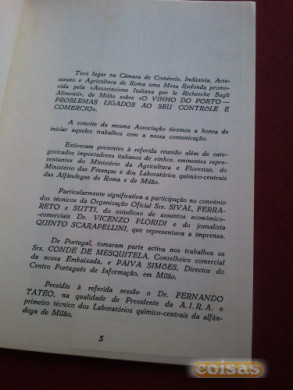 Teve lugar na Câmara de Comércio, Indústria, Arte-
sanato e Agricultura de Roma uma Mesa Redonda promo-
vida pela «Associazione Italiana per le Richerche Sugli
Alimenti», de Milão sobre «O VINHO DO PORTO —
PROBLEMAS LIGADOS AO SEU CONTRÔLE E
COMÉRCIO».
A convite da mesma Associação tivemos a honra de
iniciar aqueles trabalhos com a nossa comunicação.
Estiveram presentes à referida reunião além de cate-
gorizados importadores italianos de vinhos, eminentes repre-
sentantes do Ministério da Agricultura e Florestas, do
Ministério das Finanças e dos Laboratórios químico-centrais
das Alfândegas de Roma e de Milão.
Particularmente significativa a participação no convénio
dos técnicos da Organização Official Srs. SIVAL, FERRA-
RETO e SUTTI, do estudioso de assuntos económico-
-comerciais Dr. VICENZO FLORIDI e do jornalista
QUINTO SCARAPELLINI, que representava a imprensa.
De Portugal, tomaram parte activa nos trabalhos os
Srs. CONDE DE MESQUITELA, Conselheiro comercial
da nossa Embaixada, e PAIVA SIMÕES, Director do
Centro Português de Informação, em Milão.
Presidiu à referida sessão o Dr. FERNANDO
TATEO, na qualidade de Presidente da A.I.R.A. e
primeiro técnico dos Laboratórios químico-centrais da alfân-
dega de Milão.
5
coisas